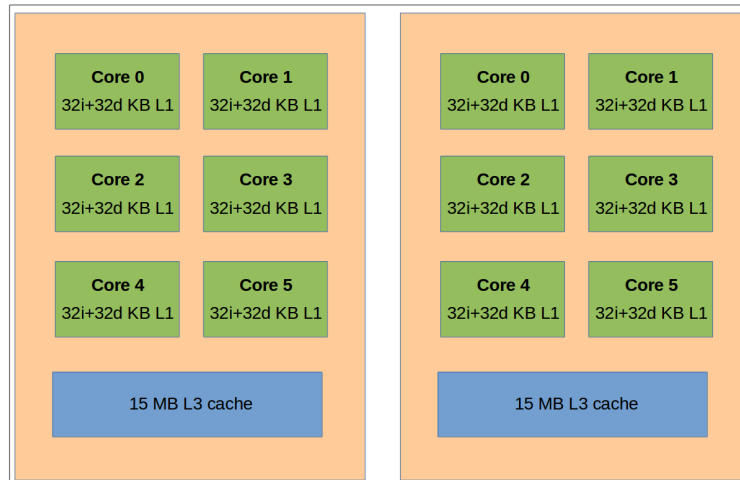 Core 0
32i+32d KB L1
Core 1
32i+32d KB L1
Core 2
32i+32d KB L1
Core 3
32i+32d KB L1
Core 4
32i+32d KB L1
Core 5
32i+32d KB L1
15 MB L3 cache
Core 0
32i+32d KB L1
Core 1
32i+32d KB L1
Core 2
32i+32d KB L1
Core 3
32i+32d KB L1
Core 4
32i+32d KB L1
Core 5
32i+32d KB L1
15 MB L3 cache